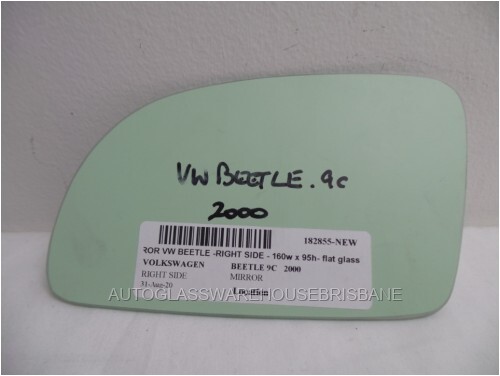 VW BEETLE.9c
2000
182855-NEW
ROR VW BEETLE -RIGHT SIDE - 160w x 95h- flat glass
VOLKSWAGEN BEETLE 9C 2000
RIGHT SIDE MIRROR
31-Aug-20
Location
AUTOGLASSWAREHOUSEBRISBANE